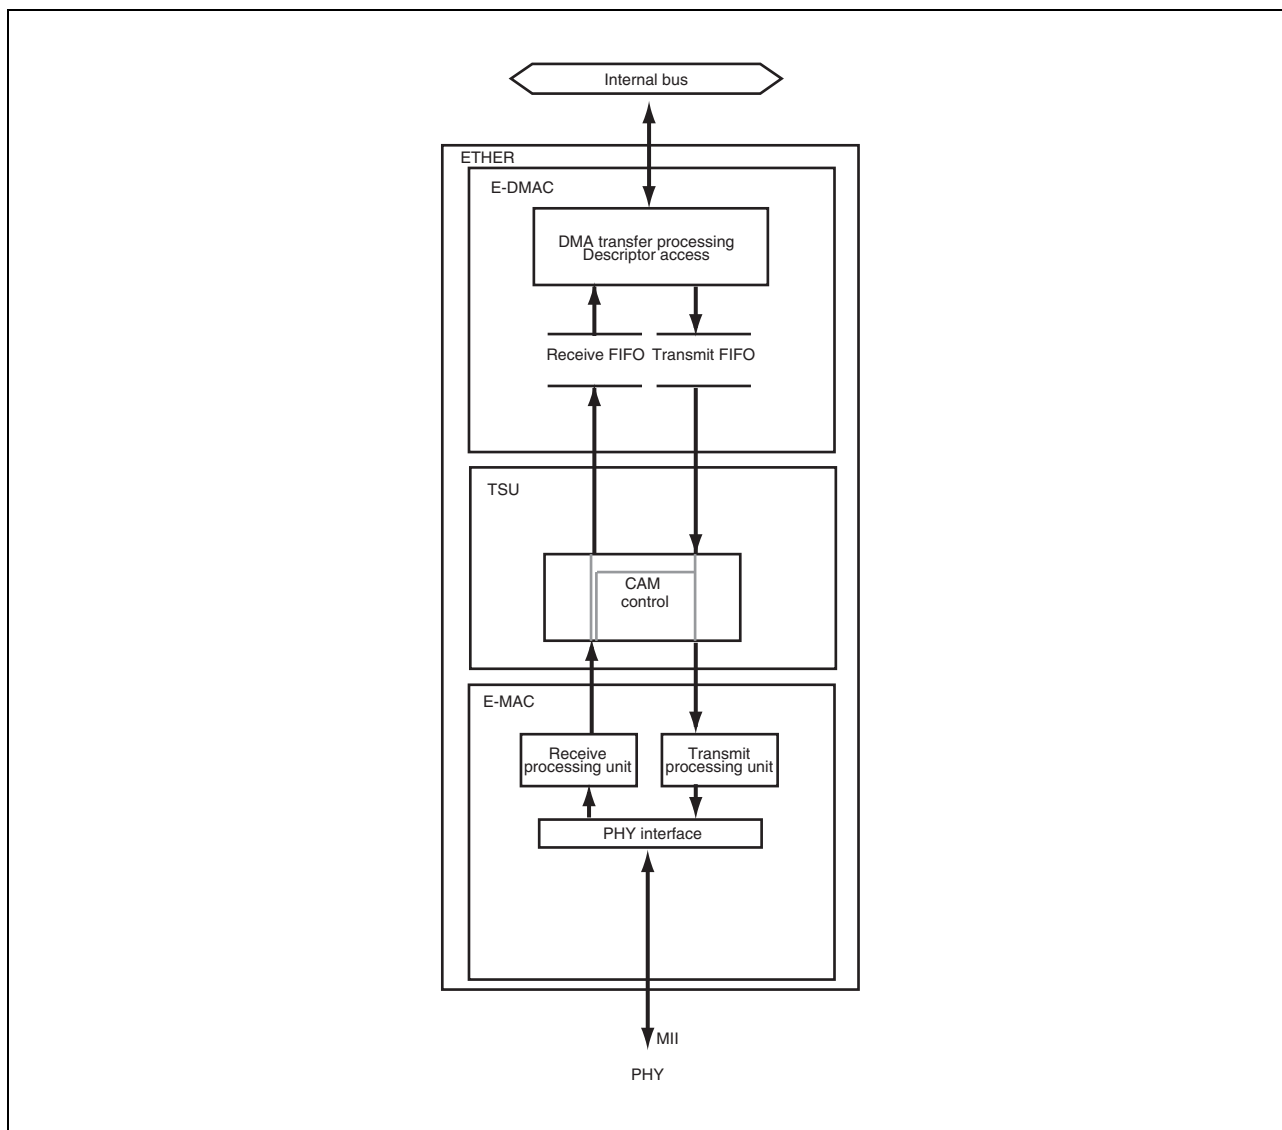 Internal bus
ETHER
E-DMAC
DMA transfer processing
Descriptor access
Receive FIFO
Transmit FIFO
TSU
CAM
control
E-MAC
Receive
processing unit
Transmit
processing unit
PHY interface
MII
PHY